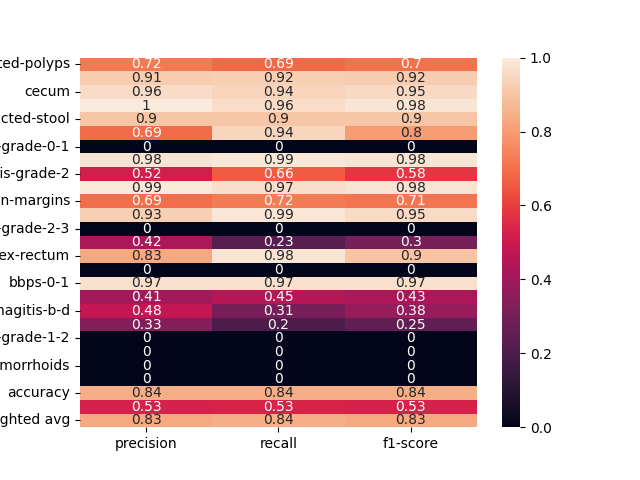 ted-polyps 0.72 0.69 0.7
0.91 0.92 0.92
cecum 0.96 0.94 0.95
1 0.96 0.98
cted-stool 0.9 0.9 0.9
0.69 0.94 0.8
-grade-0-1 0 0 0
0.98 0.99 0.98
is-grade-2 0.52 0.66 0.58
0.99 0.97 0.98
n-margins 0.69 0.72 0.71
0.93 0.99 0.95
-grade-2-3 0 0 0
0.42 0.23 0.3
ex-rectum 0.83 0.98 0.9
0 0 0
bbps-0-1 0.97 0.97 0.97
0.41 0.45 0.43
nagitis-b-d 0.48 0.31 0.38
0.33 0.2 0.25
-grade-1-2 0 0 0
0 0 0
morrhoids 0 0 0
0 0 0
accuracy 0.84 0.84 0.84
0.53 0.53 0.53
ghted avg 0.83 0.84 0.83
precision recall f1-score
1.0
0.8
0.6
0.4
0.2
0.0